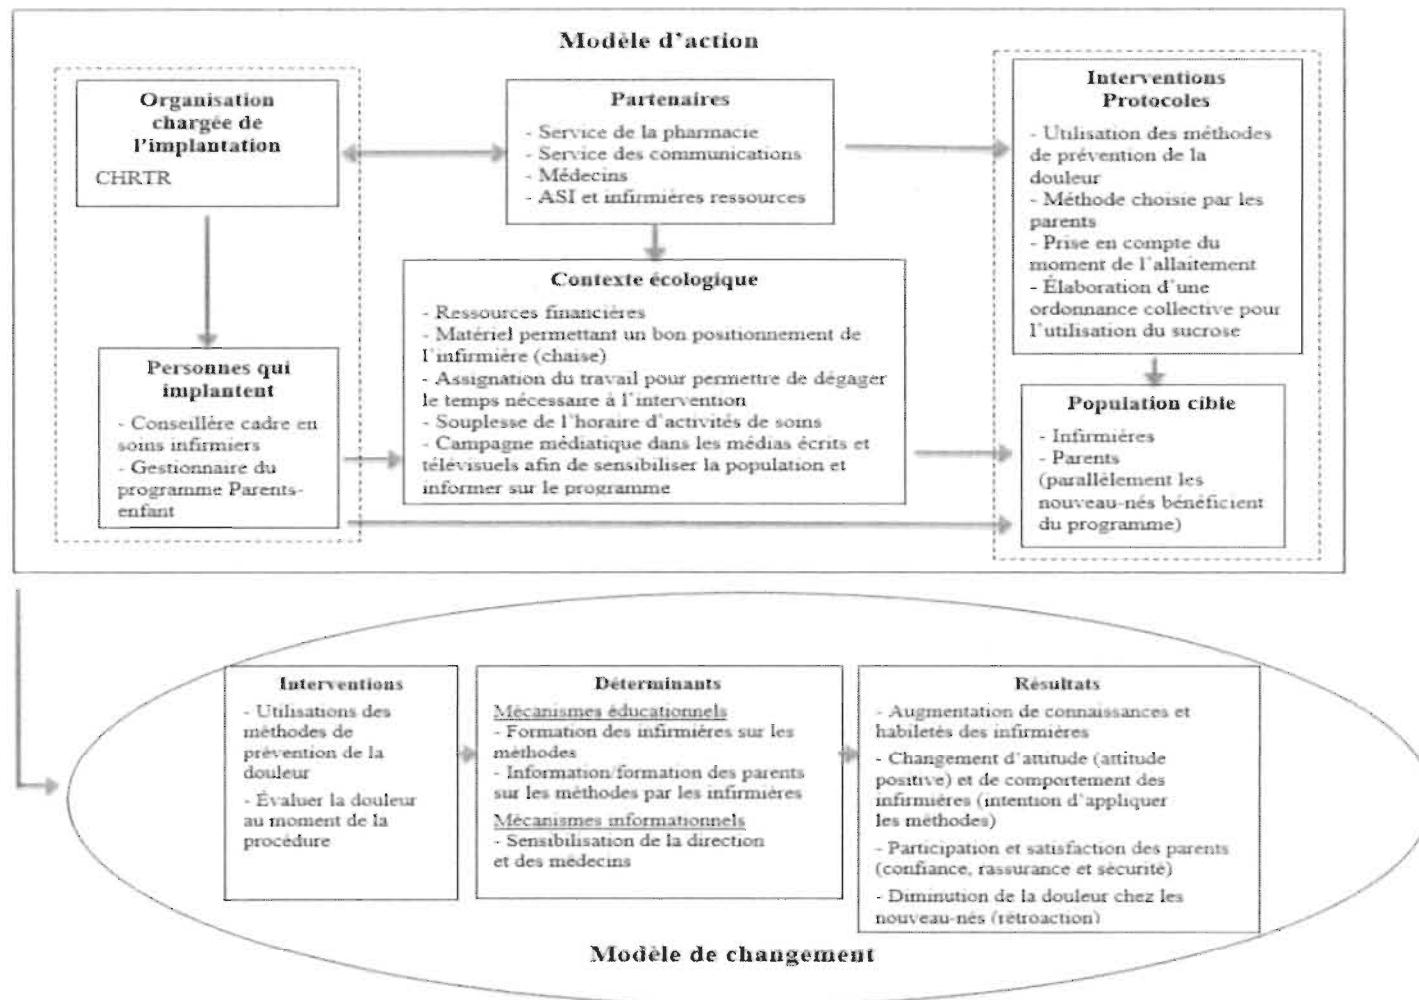 Modèle d'action
Organisation
chargée de
l'implantation
CHRTR
Partenaires
- Service de la pharmacie
- Service des communications
- Médecins
- ASI et infirmières ressources
Interventions
Protocoles
- Utilisation des méthodes
de prévention de la
douleur
- Méthode choisie par les
parents
- Prise en compte du
moment de l'allaitement
- Élaboration d'une
ordonnance collective pour
l'utilisation du sucrose
Contexte écologique
- Ressources financières
- Matériel permettant un bon positionnement de
l'infirmière (chaise)
- Assignation du travail pour permettre de dégager
le temps nécessaire à l'intervention
- Souplesse de l'horaire d'activités de soins
- Campagne médiatique dans les médias écrits et
télévisuels afin de sensibiliser la population et
informer sur le programme
Personnes qui
implantent
- Conseillère cadre en
soins infirmiers
- Gestionnaire du
programme Parents-
enfant
Population cible
- Infirmières
- Parents
(parallèlement les
nouveau-nés bénéficient
du programme)
Interventions
- Utilisations des
méthodes de
prévention de la
douleur
- Évaluer la douleur
au moment de la
procédure
Déterminants
Mécanismes éducationnels
- Formation des infirmières sur les
méthodes
- Information/formation des parents
sur les méthodes par les infirmières
Mécanismes informationnels
- Sensibilisation de la direction
et des médecins
Résultats
- Augmentation de connaissances et
habiletés des infirmières
- Changement d'attitude (attitude
positive) et de comportement des
infirmières (intention d'appliquer
les méthodes)
- Participation et satisfaction des parents
(confiance, rassurance et sécurité)
- Diminution de la douleur chez les
nouveau-nés (rétroaction)
Modèle de changement